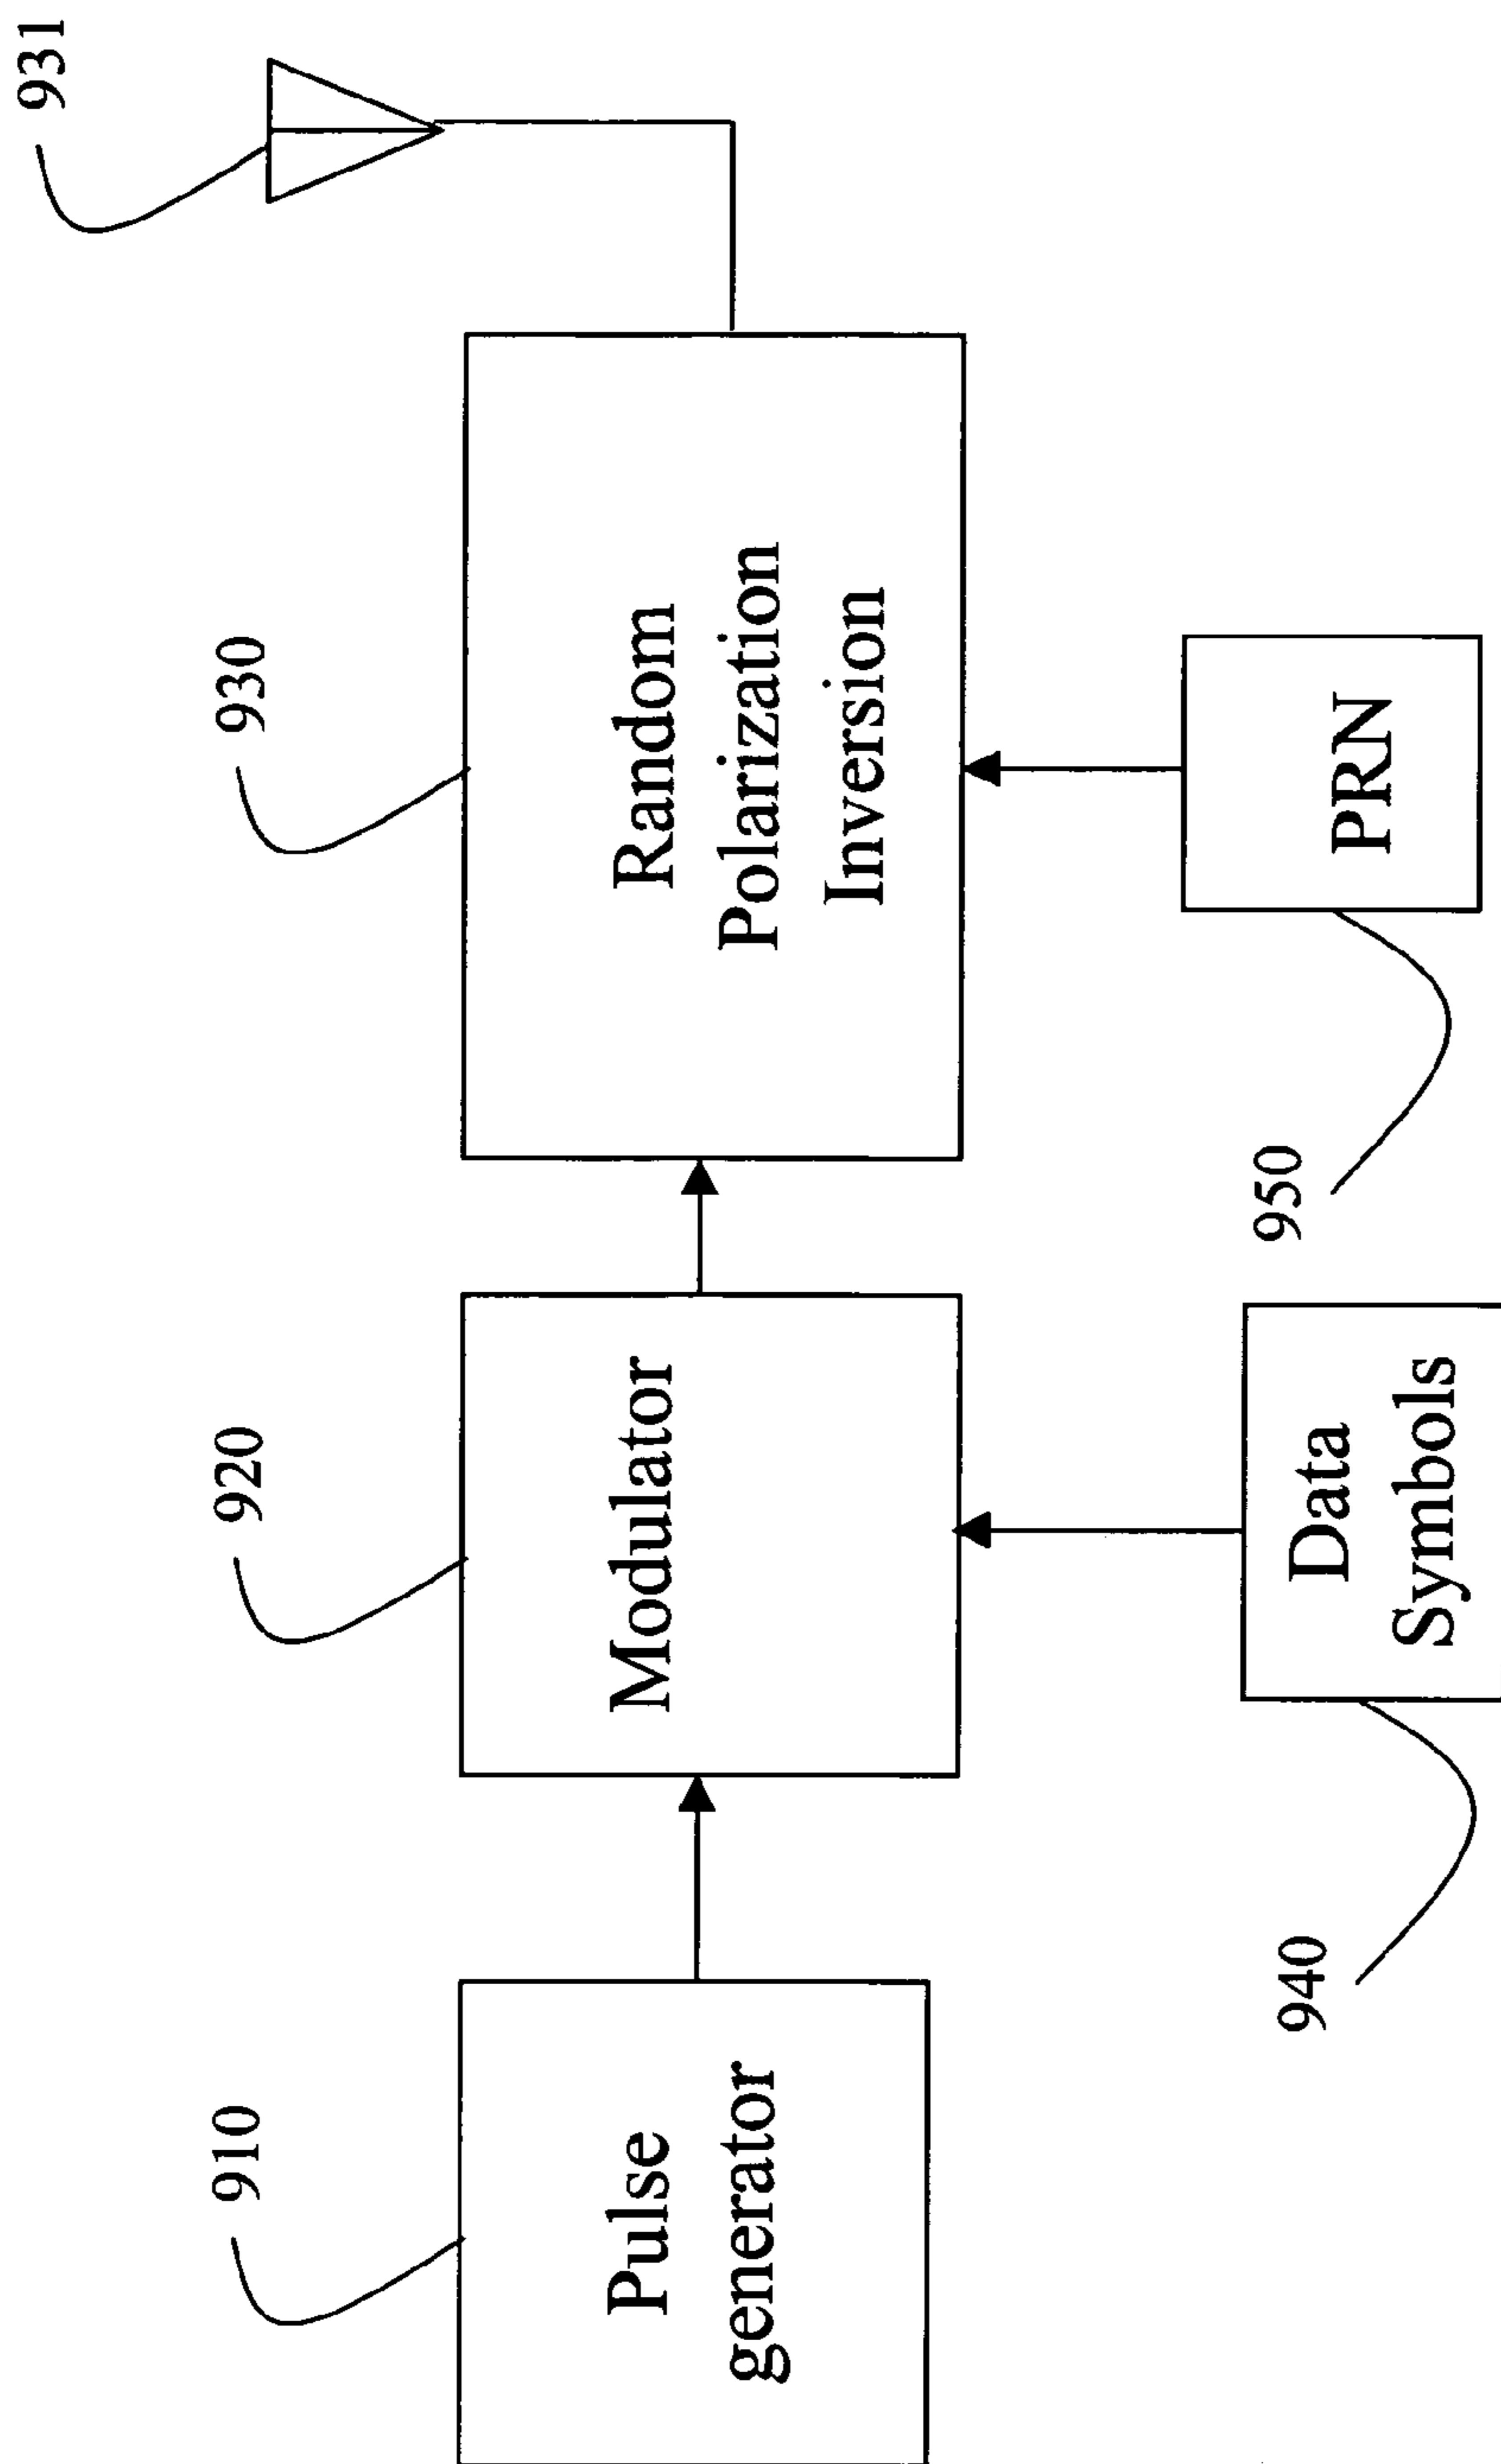 931
930
920
910
Random
Polarization
Inversion
Modulator
Pulse
generator
PRN
950
Data
Symbols
940